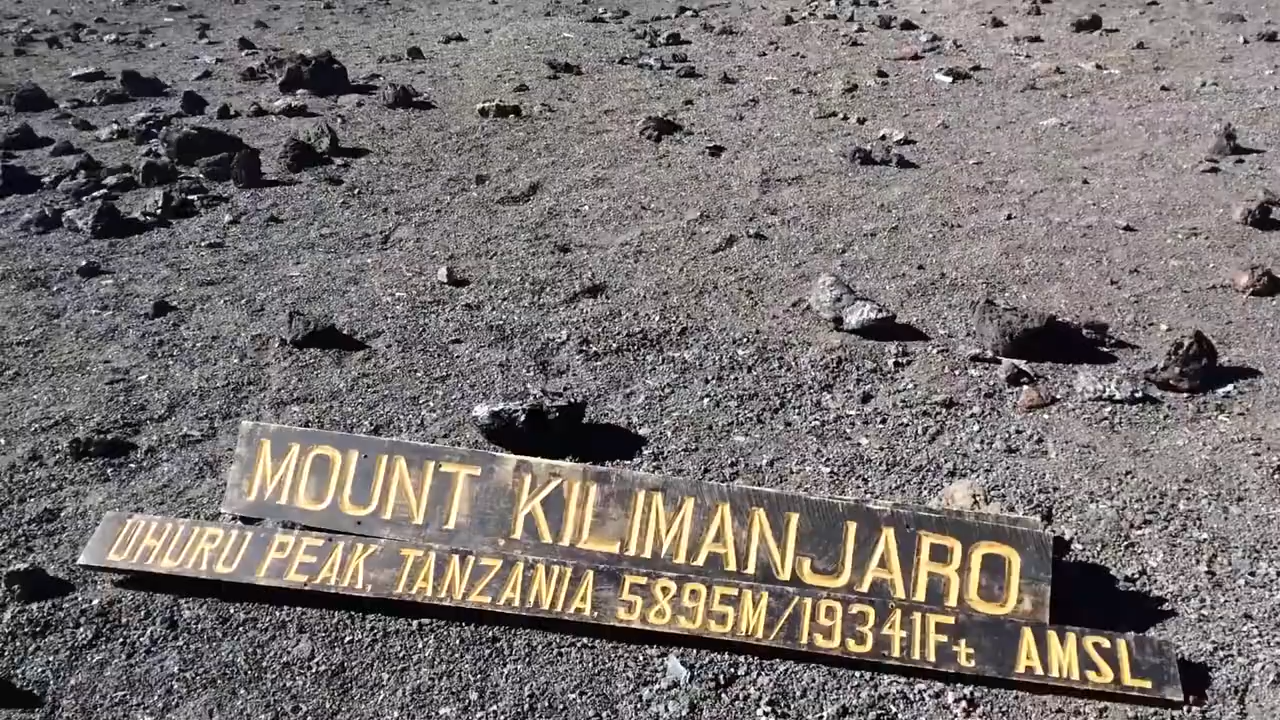 MOUNT KILIMANJARO
UHURU PEAK, TANZANIA, 5895M/19341Ft AMSL